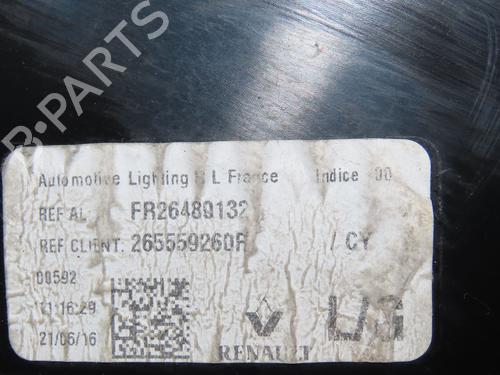 B-PARTS
Automotive Lighting R L France Indice 00
REF AL. FR26480132
REF CLIENT. 265559260R / CY
00592
11:16:29
21/06/16
RENAULT